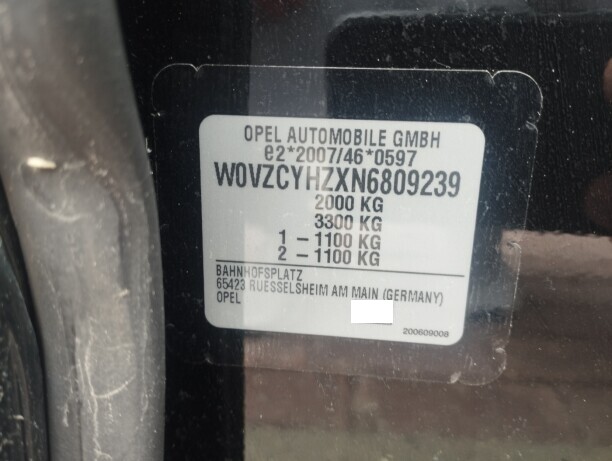 OPEL AUTOMOBILE GMBH
e2*2007/46*0597
W0VZCYHZXN6809239
2000 KG
3300 KG
1 – 1100 KG
2 – 1100 KG
BAHNHOFSPLATZ
65423 RUESSELSHEIM AM MAIN (GERMANY)
OPEL
200609008